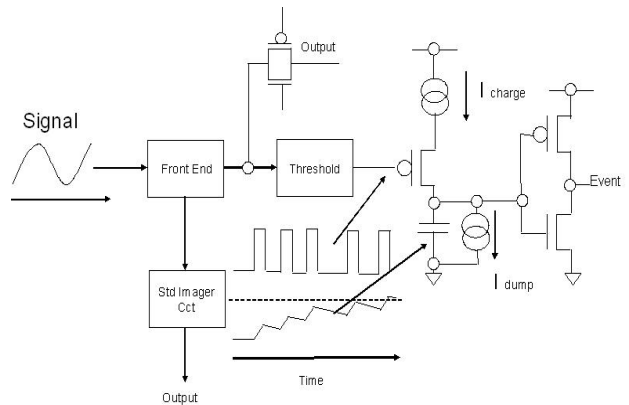 Output
I charge
Signal
Front End
Threshold
Event
Std Imager
Cct
I dump
Time
Output